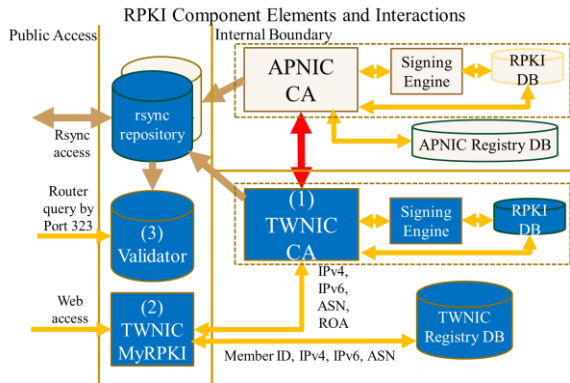 RPKI Component Elements and Interactions
Public Access
Internal Boundary
APNIC
CA
Signing
Engine
RPKI
DB
rsync
repository
Rsync
access
APNIC Registry DB
Router
query by
Port 323
(3)
Validator
(1)
TWNIC
CA
Signing
Engine
RPKI
DB
IPv4,
IPv6,
ASN,
ROA
Web
access
(2)
TWNIC
MyRPKI
TWNIC
Registry DB
Member ID, IPv4, IPv6, ASN